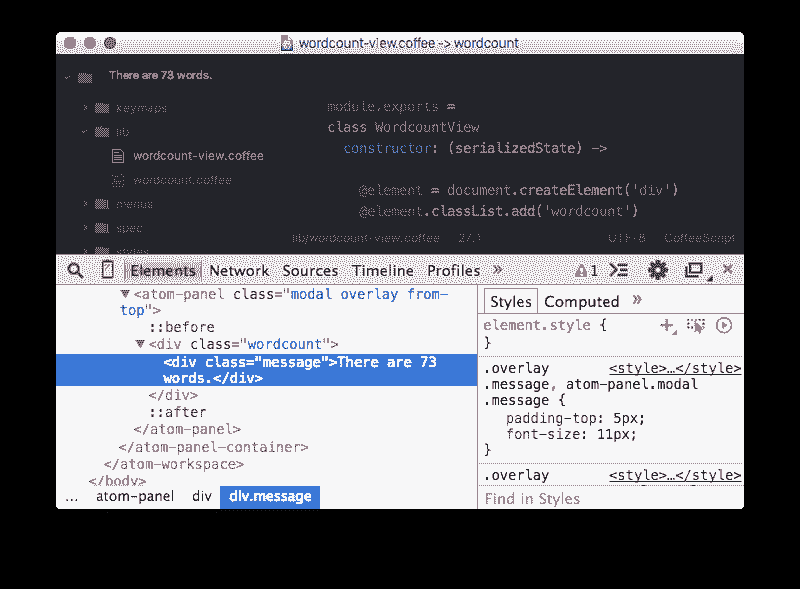 wordcount-view.coffee -> wordcount
There are 73 words.
keymaps
lib
wordcount-view.coffee
wordcount.coffee
menus
spec
styles
module.exports =
class WordcountView
constructor: (serializedState) ->
@element = document.createElement('div')
@element.classList.add('wordcount')
lib/wordcount-view.coffee 27,1 UTF-8 CoffeeScript
Elements Network Sources Timeline Profiles » 1
▼<atom-panel class="modal overlay from-
top">
::before
▼<div class="wordcount">
<div class="message">There are 73
words.</div>
</div>
::after
</atom-panel>
</atom-panel-container>
</atom-workspace>
</body>
... atom-panel div div.message
Styles Computed »
element.style {
}
.overlay <style>…</style>
.message, atom-panel.modal
.message {
padding-top: 5px;
font-size: 11px;
}
.overlay <style>…</style>
Find in Styles